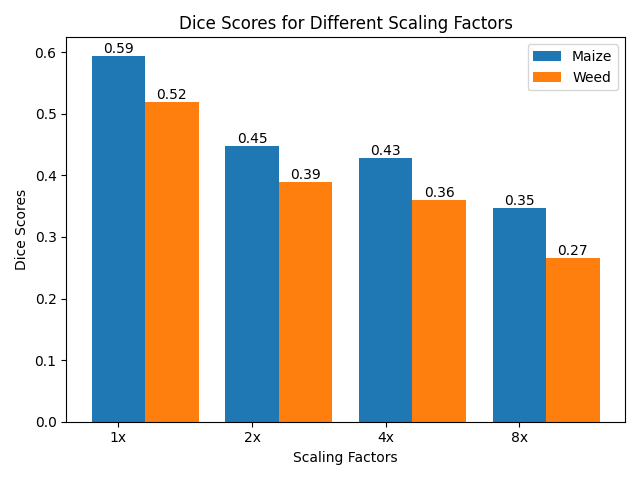 Dice Scores for Different Scaling Factors
Maize
Weed
0.59
0.52
0.45
0.39
0.43
0.36
0.35
0.27
0.6
0.5
0.4
0.3
0.2
0.1
0.0
Dice Scores
1x 2x 4x 8x
Scaling Factors